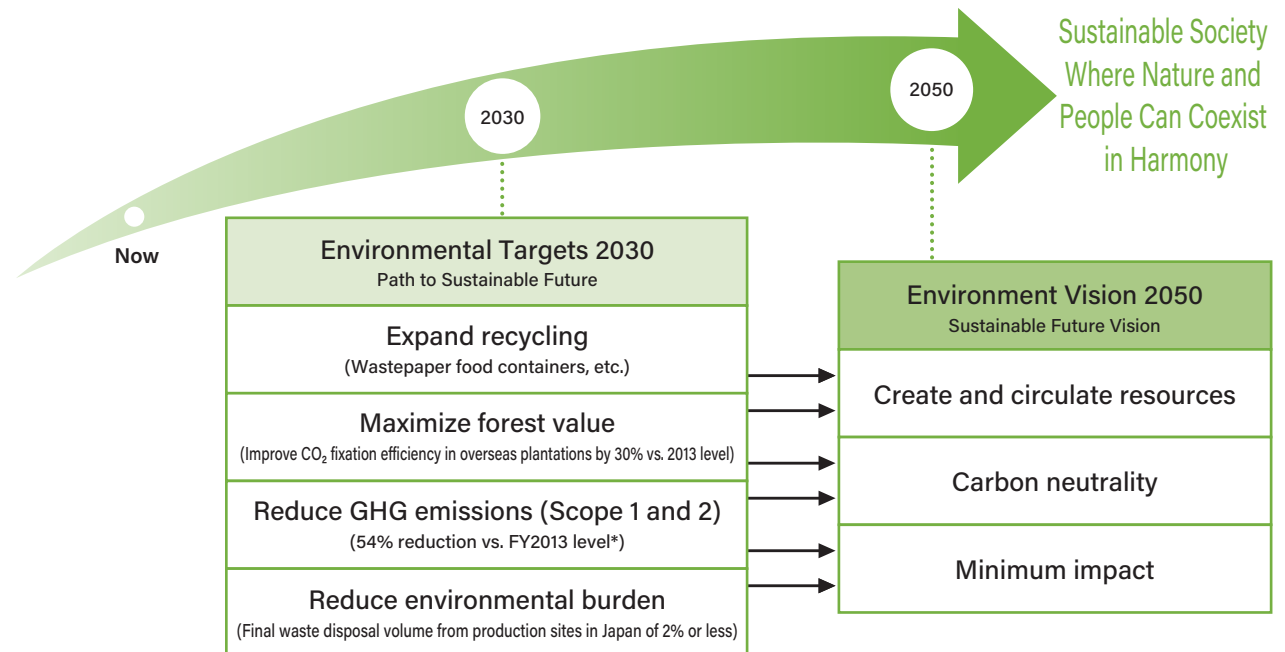 Sustainable Society
Where Nature and
People Can Coexist
in Harmony
2030
2050
Now
Environmental Targets 2030
Path to Sustainable Future
Expand recycling
(Wastepaper food containers, etc.)
Maximize forest value
(Improve CO₂ fixation efficiency in overseas plantations by 30% vs. 2013 level)
Reduce GHG emissions (Scope 1 and 2)
(54% reduction vs. FY2013 level*)
Reduce environmental burden
(Final waste disposal volume from production sites in Japan of 2% or less)
Environment Vision 2050
Sustainable Future Vision
Create and circulate resources
Carbon neutrality
Minimum impact